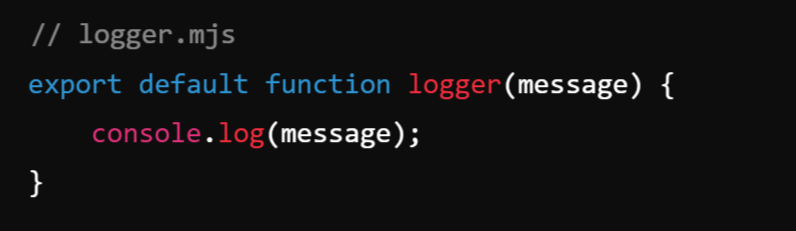 // logger.mjs
export default function logger(message) {
    console.log(message);
}